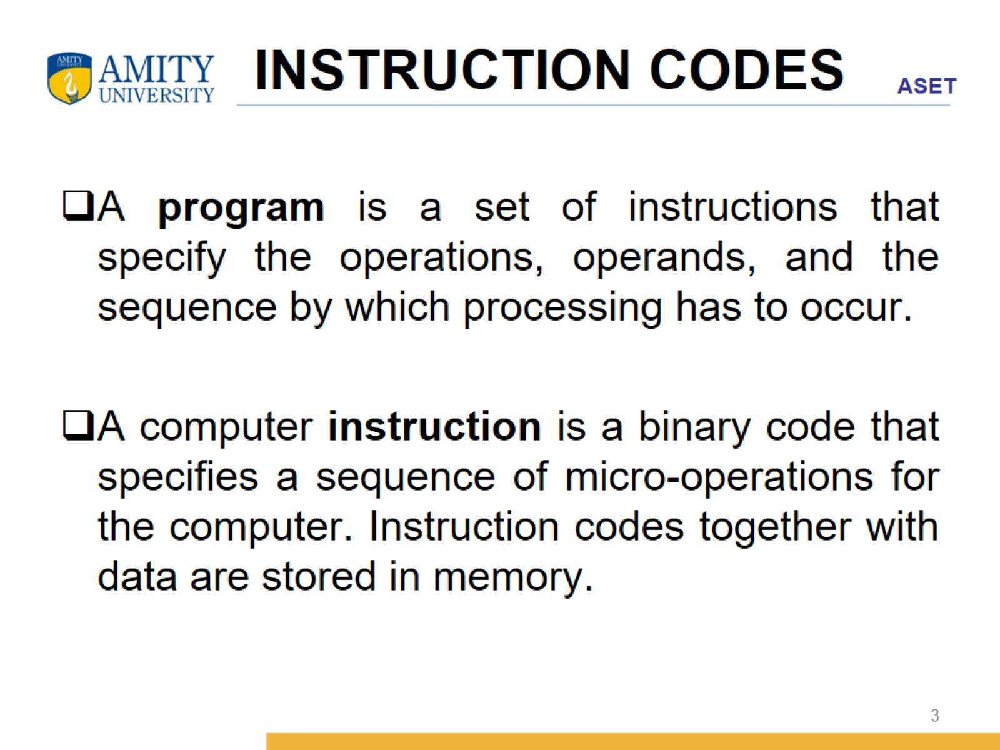 AMITY
UNIVERSITY
AMITY
UNIVERSITY
INSTRUCTION CODES
ASET
❑A program is a set of instructions that
specify the operations, operands, and the
sequence by which processing has to occur.
❑A computer instruction is a binary code that
specifies a sequence of micro-operations for
the computer. Instruction codes together with
data are stored in memory.
3